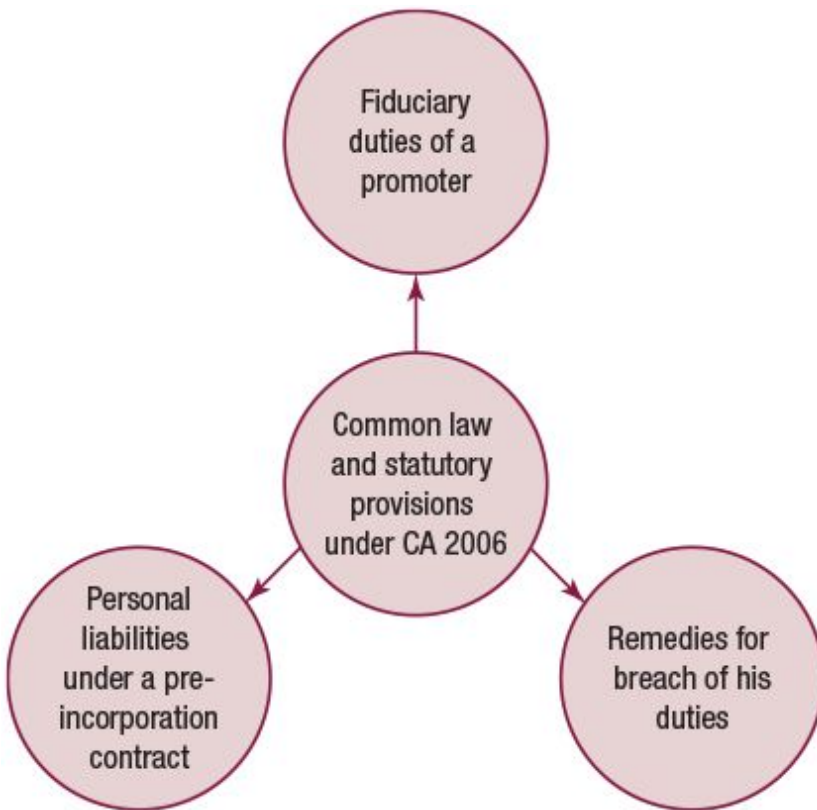 Fiduciary
duties of a
promoter
Common law
and statutory
provisions
under CA 2006
Personal
liabilities
under a pre-
incorporation
contract
Remedies for
breach of his
duties